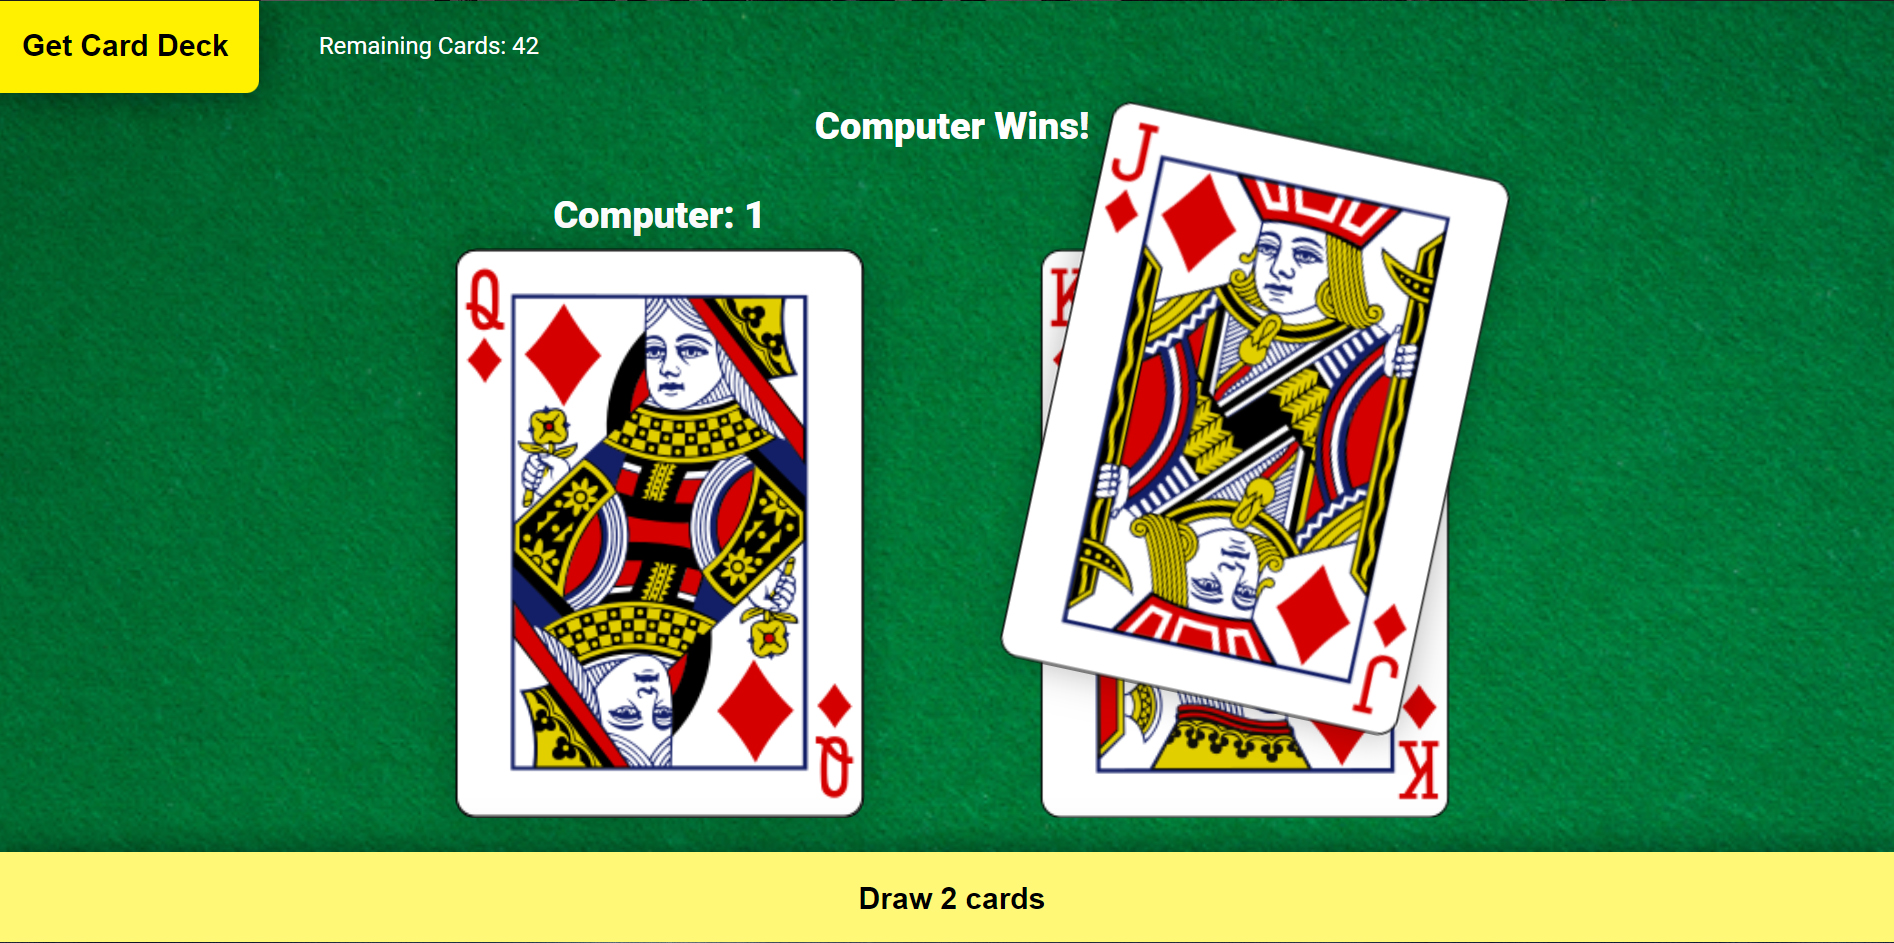 Get Card Deck
Remaining Cards: 42
Computer Wins!
Computer: 1
J
Q
K
J
Q
K
Draw 2 cards